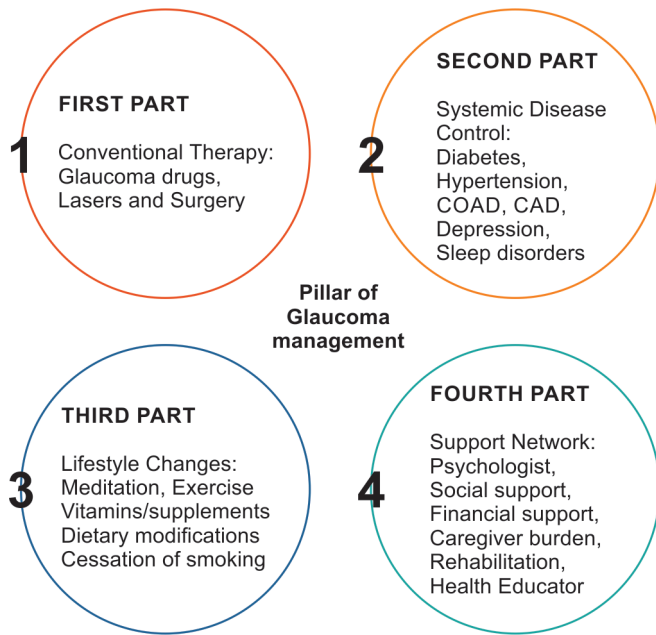 FIRST PART
1
Conventional Therapy:
Glaucoma drugs,
Lasers and Surgery
SECOND PART
2
Systemic Disease
Control:
Diabetes,
Hypertension,
COAD, CAD,
Depression,
Sleep disorders
Pillar of
Glaucoma
management
THIRD PART
3
Lifestyle Changes:
Meditation, Exercise
Vitamins/supplements
Dietary modifications
Cessation of smoking
FOURTH PART
4
Support Network:
Psychologist,
Social support,
Financial support,
Caregiver burden,
Rehabilitation,
Health Educator